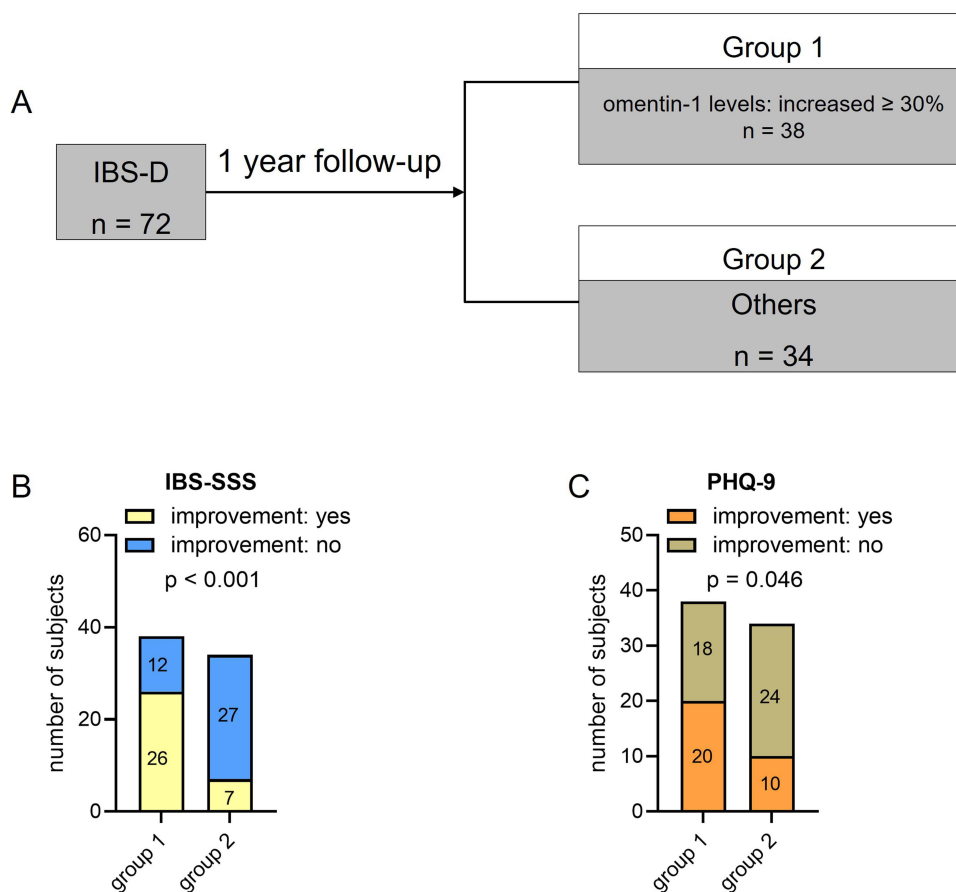 A
IBS-D
n = 72
1 year follow-up
Group 1
omentin-1 levels: increased ≥ 30%
n = 38
Group 2
Others
n = 34
B
IBS-SSS
improvement: yes
improvement: no
p < 0.001
number of subjects
60
40
20
0
12
26
27
7
group 1
group 2
C
PHQ-9
improvement: yes
improvement: no
p = 0.046
number of subjects
50
40
30
20
10
0
18
20
24
10
group 1
group 2